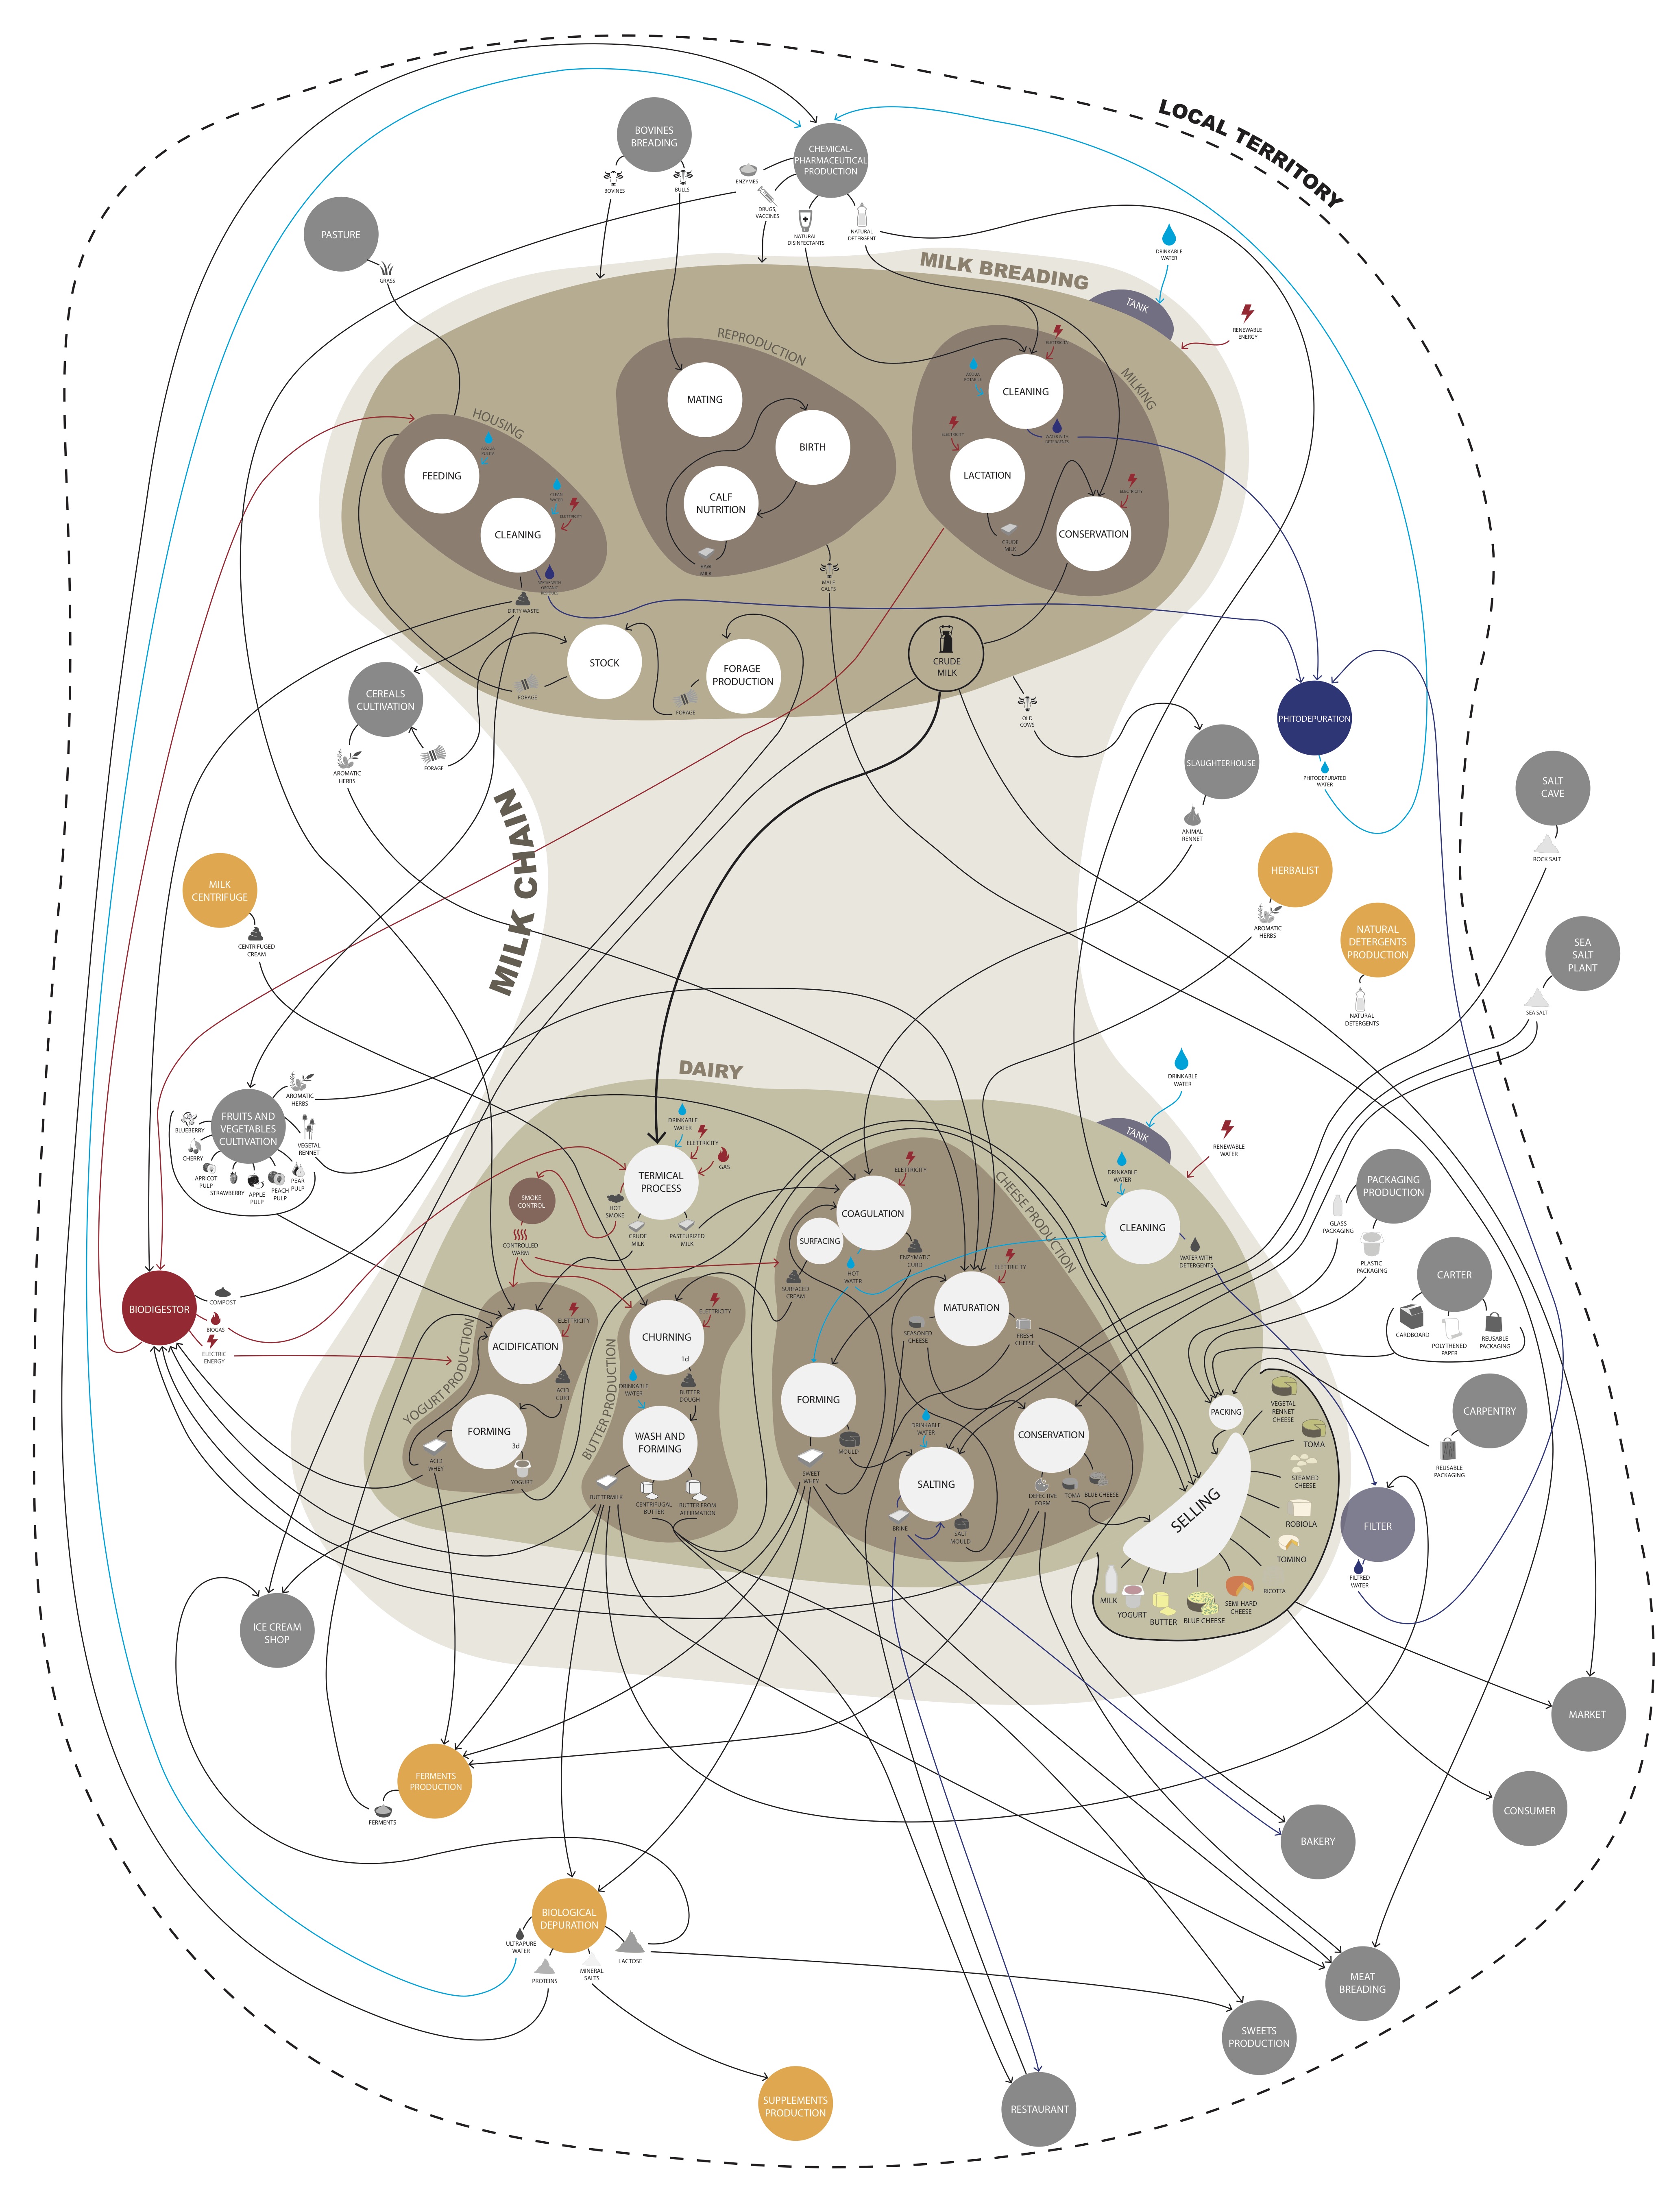 LOCAL TERRITORY
BOVINES
BREADING
BOVINES
BULLS
CHEMICAL-
PHARMACEUTICAL
PRODUCTION
ENZYMES
DRUGS,
VACCINES
NATURAL
DISINFECTANTS
NATURAL
DETERGENT
PASTURE
GRASS
MILK BREADING
DRINKABLE
WATER
TANK
RENEWABLE
ENERGY
REPRODUCTION
MATING
BIRTH
CALF
NUTRITION
RAW
MILK
MILKING
CLEANING
ELETTRICITY
LACTATION
ELECTRICITY
CRUDE
MILK
CONSERVATION
ELECTRICITY
HOUSING
FEEDING
CLEAN
WATER
ELETTRICITY
CLEANING
DIRTY WASTE
MALE
CALFS
STOCK
FORAGE
FORAGE
PRODUCTION
FORAGE
CRUDE
MILK
OLD
COWS
CEREALS
CULTIVATION
AROMATIC
HERBS
FORAGE
SLAUGHTERHOUSE
ANIMAL
RENNET
PHITODEPURATION
PHITODEPURATED
WATER
SALT
CAVE
ROCK SALT
MILK CHAIN
MILK
CENTRIFUGE
CENTRIFUGED
CREAM
HERBALIST
AROMATIC
HERBS
NATURAL
DETERGENTS
PRODUCTION
NATURAL
DETERGENTS
SEA
SALT
PLANT
SEA SALT
DAIRY
DRINKABLE
WATER
TANK
RENEWABLE
WATER
FRUITS AND
VEGETABLES
CULTIVATION
AROMATIC
HERBS
BLUEBERRY
CHERRY
APRICOT
PULP
STRAWBERRY
APPLE
PULP
PEACH
PULP
PEAR
PULP
VEGETAL
RENNET
DRINKABLE
WATER
ELETTRICITY
GAS
TERMICAL
PROCESS
HOT
SMOKE
CRUDE
MILK
PASTEURIZED
MILK
SMOKE
CONTROL
CONTROLLED
WARM
CHEESE PRODUCTION
ELETTRICITY
COAGULATION
SURFACING
HOT
WATER
ENZYMATIC
CURD
SURFACED
CREAM
DRINKABLE
WATER
CLEANING
WATER WITH
DETERGENTS
PACKAGING
PRODUCTION
GLASS
PACKAGING
PLASTIC
PACKAGING
CARTER
CARDBOARD
POLYTHENED
PAPER
REUSABLE
PACKAGING
BIODIGESTOR
COMPOST
BIOGAS
ELECTRIC
ENERGY
YOGURT PRODUCTION
ACIDIFICATION
ELETTRICITY
ACID
CURT
FORMING
3d
ACID
WHEY
YOGURT
BUTTER PRODUCTION
CHURNING
1d
ELETTRICITY
DRINKABLE
WATER
BUTTER
DOUGH
WASH AND
FORMING
BUTTERWILK
CENTRIFUGAL
BUTTER
BUTTER FROM
AFFIRMATION
MATURATION
ELETTRICITY
SEASONED
CHEESE
FRESH
CHEESE
FORMING
MOULD
SWEET
WHEY
DRINKABLE
WATER
SALTING
BRINE
SALT
MOULD
CONSERVATION
DEFECTIVE
FORM
TOMA
BLUE CHEESE
PACKING
SELLING
VEGETAL
RENNET
CHEESE
TOMA
STEAMED
CHEESE
ROBIOLA
TOMINO
RICOTTA
SEMI-HARD
CHEESE
BLUE CHEESE
BUTTER
YOGURT
MILK
CARPENTRY
REUSABLE
PACKAGING
FILTER
FILTRED
WATER
ICE CREAM
SHOP
MARKET
FERMENTS
PRODUCTION
FERMENTS
CONSUMER
BAKERY
BIOLOGICAL
DEPURATION
ULTRAPURE
WATER
PROTEINS
MINERAL
SALTS
LACTOSE
MEAT
BREADING
SWEETS
PRODUCTION
SUPPLEMENTS
PRODUCTION
RESTAURANT